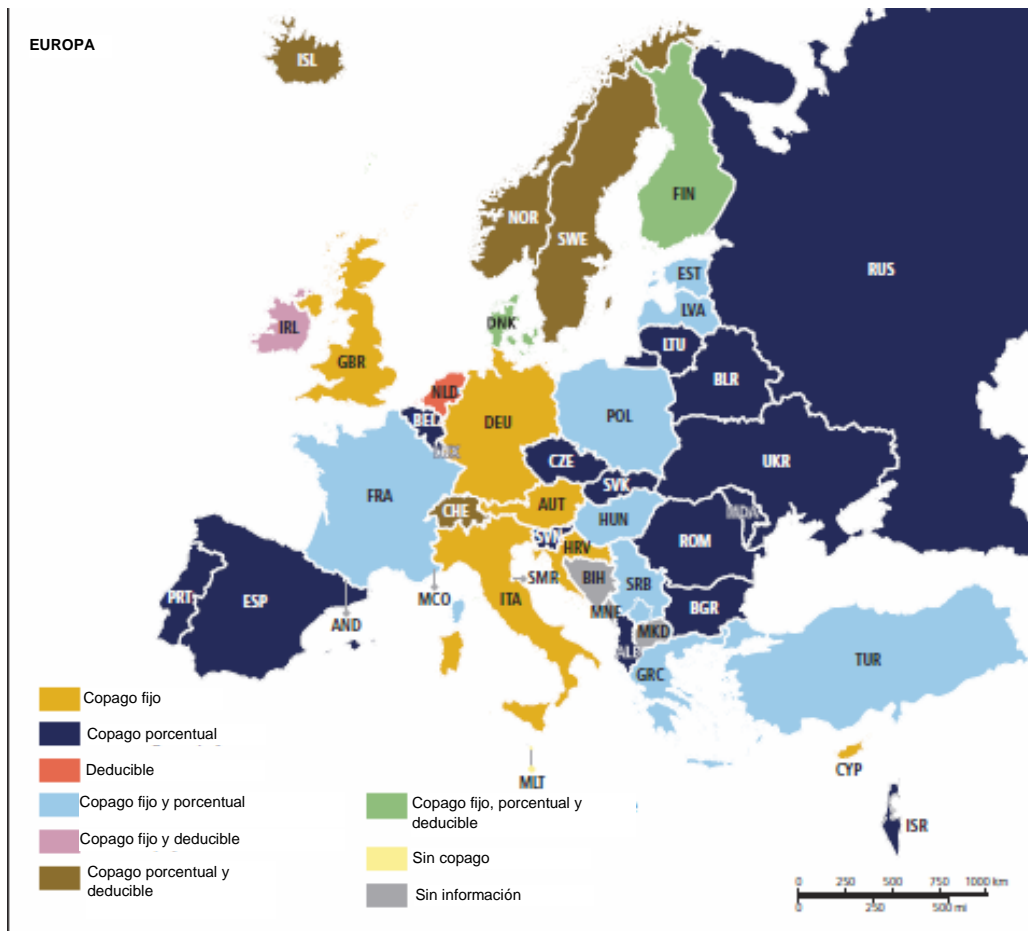 EUROPA
ISL
NOR
SWE
FIN
RUS
EST
LVA
LTU
BLR
DNK
IRL
GBR
NLD
BEL
DEU
POL
CZE
UKR
SVK
FRA
CHE
AUT
HUN
MDA
ROM
SVN
HRV
BIH
SRB
SMR
ITA
MCO
MNE
BGR
MKD
ALB
PRT
ESP
AND
GRC
TUR
MLT
CYP
ISR
Copago fijo
Copago porcentual
Deducible
Copago fijo y porcentual
Copago fijo y deducible
Copago porcentual y
deducible
Copago fijo, porcentual y
deducible
Sin copago
Sin información
0 250 500 750 1000 km
0 250 500 mi